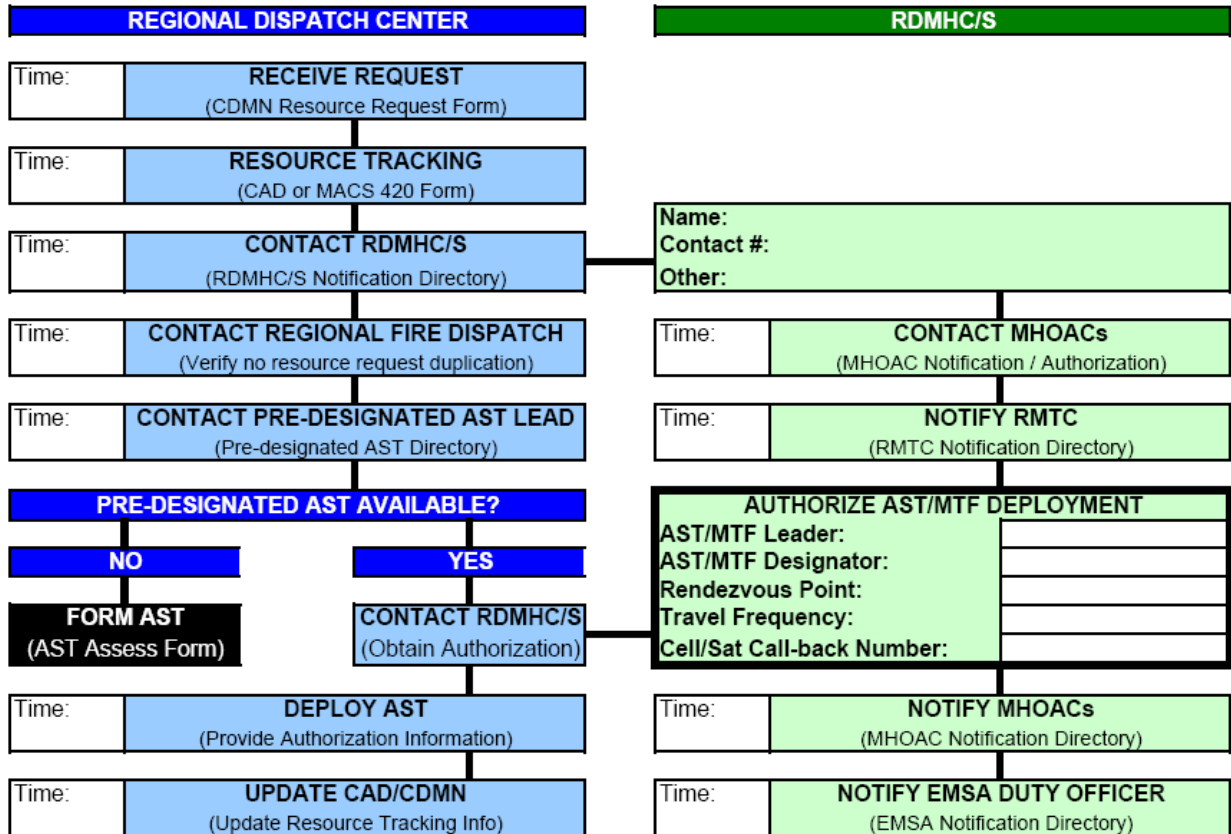 REGIONAL DISPATCH CENTER
Time:
RECEIVE REQUEST
(CDMN Resource Request Form)
Time:
RESOURCE TRACKING
(CAD or MACS 420 Form)
Time:
CONTACT RDMHC/S
(RDMHC/S Notification Directory)
Time:
CONTACT REGIONAL FIRE DISPATCH
(Verify no resource request duplication)
Time:
CONTACT PRE-DESIGNATED AST LEAD
(Pre-designated AST Directory)
PRE-DESIGNATED AST AVAILABLE?
NO
YES
FORM AST
(AST Assess Form)
CONTACT RDMHC/S
(Obtain Authorization)
Time:
DEPLOY AST
(Provide Authorization Information)
Time:
UPDATE CAD/CDMN
(Update Resource Tracking Info)
RDMHC/S
Name:
Contact #:
Other:
Time:
CONTACT MHOACs
(MHOAC Notification / Authorization)
Time:
NOTIFY RMTC
(RMTC Notification Directory)
AUTHORIZE AST/MTF DEPLOYMENT
AST/MTF Leader:
AST/MTF Designator:
Rendezvous Point:
Travel Frequency:
Cell/Sat Call-back Number:
Time:
NOTIFY MHOACs
(MHOAC Notification Directory)
Time:
NOTIFY EMSA DUTY OFFICER
(EMSA Notification Directory)